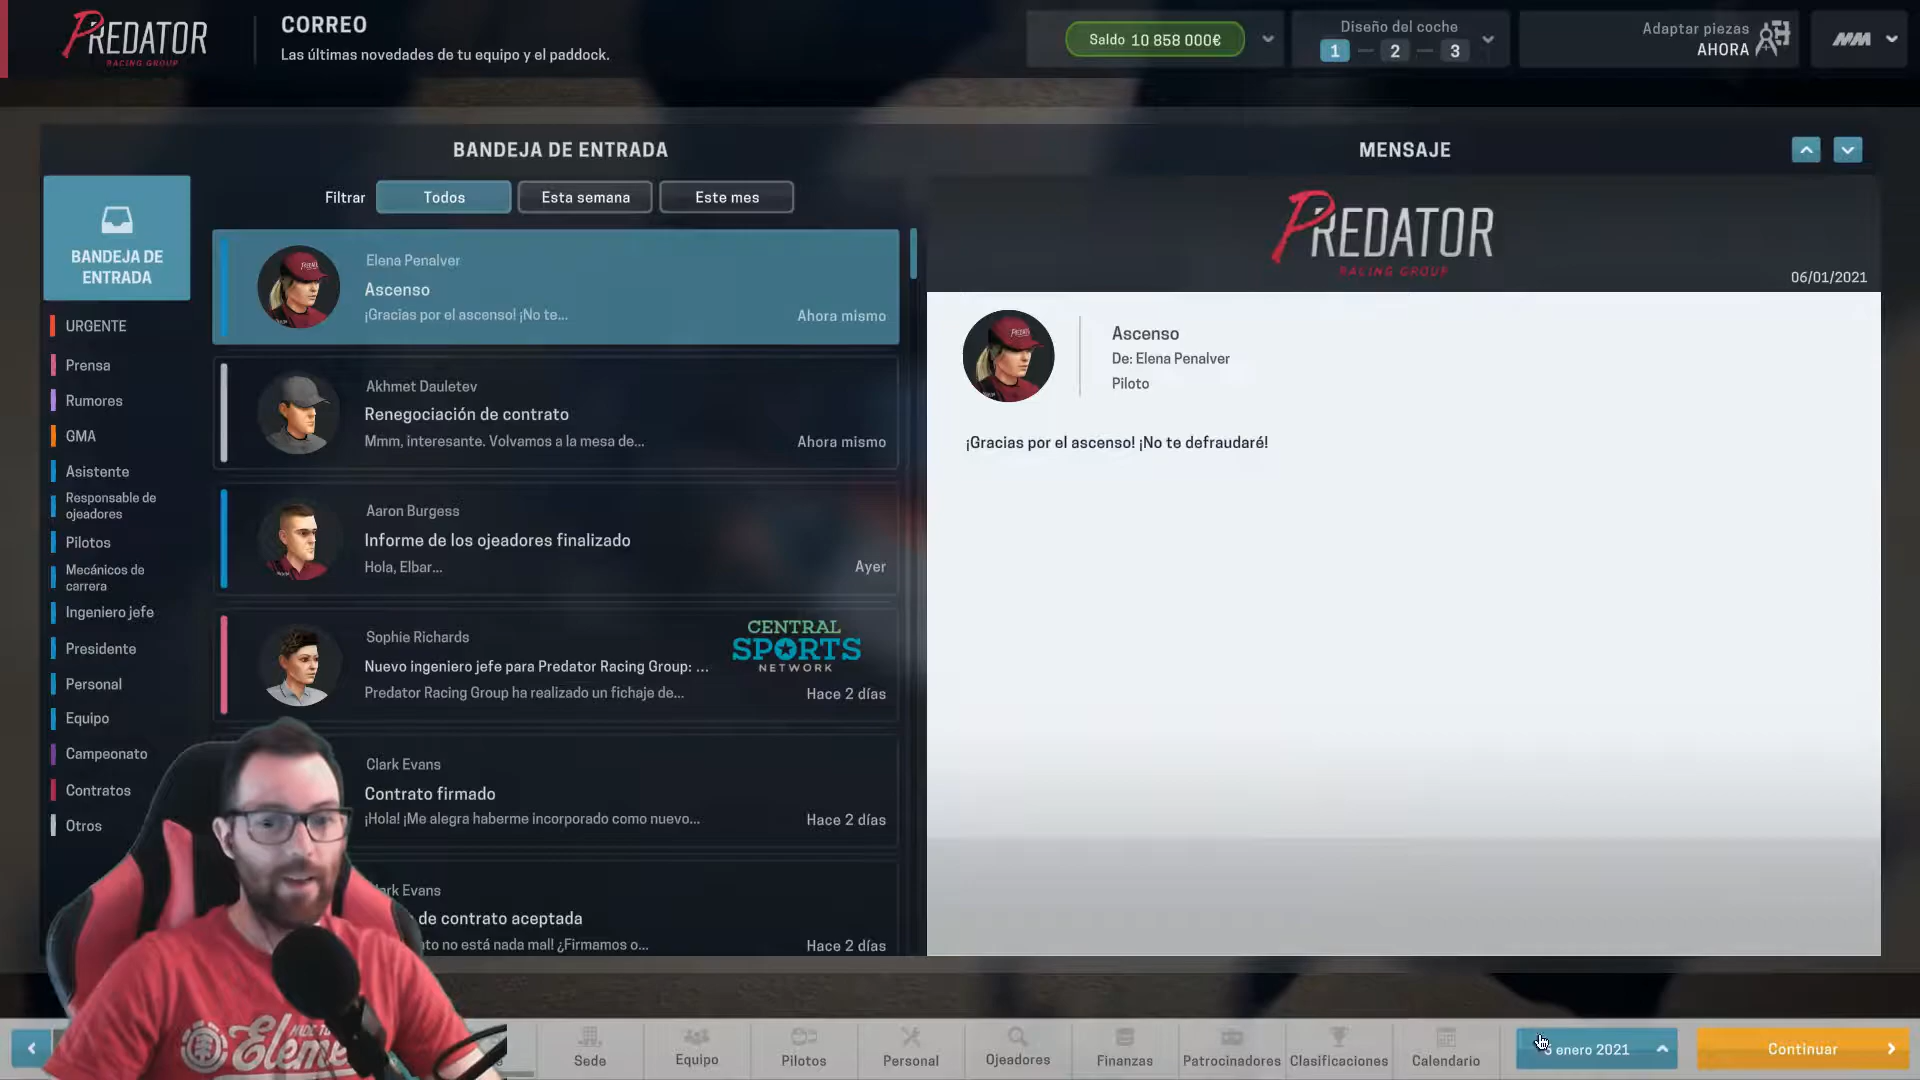 PREDATOR
RACING GROUP
CORREO
Las últimas novedades de tu equipo y el paddock.
Saldo 10 858 000€
Diseño del coche
1 — 2 — 3
Adaptar piezas
AHORA
BANDEJA DE ENTRADA
MENSAJE
BANDEJA DE
ENTRADA
Filtrar
Todos
Esta semana
Este mes
URGENTE
Prensa
Rumores
GMA
Asistente
Responsable de
ojeadores
Pilotos
Mecánicos de
carrera
Ingeniero jefe
Presidente
Personal
Equipo
Campeonato
Contratos
Otros
Elena Penalver
Ascenso
¡Gracias por el ascenso! ¡No te...
Ahora mismo
Akhmet Dauletev
Renegociación de contrato
Mmm, interesante. Volvamos a la mesa de...
Ahora mismo
Aaron Burgess
Informe de los ojeadores finalizado
Hola, Elbar...
Ayer
Sophie Richards
Nuevo ingeniero jefe para Predator Racing Group: ...
Predator Racing Group ha realizado un fichaje de...
Hace 2 días
CENTRAL
SPORTS
NETWORK
Clark Evans
Contrato firmado
¡Hola! ¡Me alegra haberme incorporado como nuevo...
Hace 2 días
Evans
de contrato aceptada
no está nada mal! ¿Firmamos o...
Hace 2 días
PREDATOR
RACING GROUP
06/01/2021
Ascenso
De: Elena Penalver
Piloto
¡Gracias por el ascenso! ¡No te defraudaré!
Sede
Equipo
Pilotos
Personal
Ojeadores
Finanzas
Patrocinadores
Clasificaciones
Calendario
enero 2021
Continuar